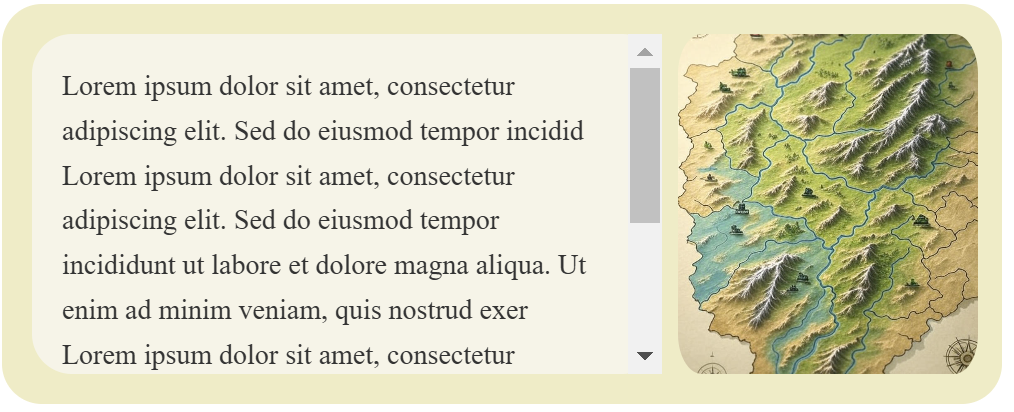 Lorem ipsum dolor sit amet, consectetur
adipiscing elit. Sed do eiusmod tempor incidid
Lorem ipsum dolor sit amet, consectetur
adipiscing elit. Sed do eiusmod tempor
incididunt ut labore et dolore magna aliqua. Ut
enim ad minim veniam, quis nostrud exer
Lorem ipsum dolor sit amet, consectetur